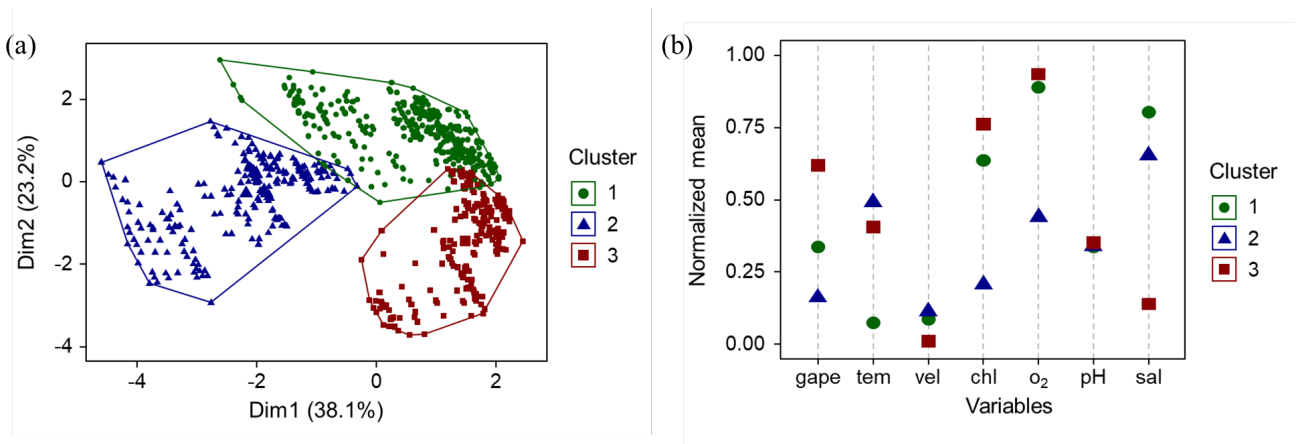 (a)
2
0
-2
-4
Dim2 (23.2%)
-4 -2 0 2
Dim1 (38.1%)
Cluster
1
2
3
(b)
1.00
0.75
0.50
0.25
0.00
Normalized mean
gape tem vel chl o₂ pH sal
Variables
Cluster
1
2
3